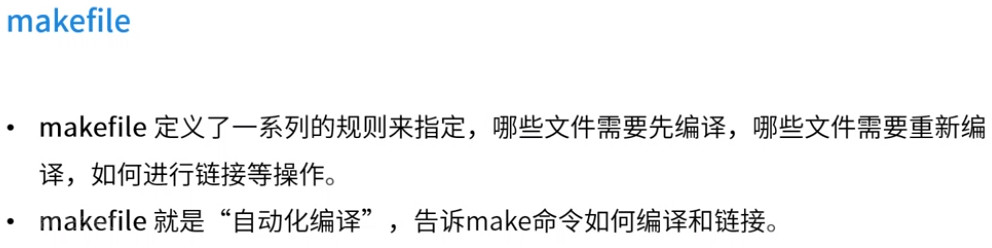 makefile
• makefile 定义了一系列的规则来指定，哪些文件需要先编译，哪些文件需要重新编
译，如何进行链接等操作。
• makefile 就是“自动化编译”，告诉make命令如何编译和链接。